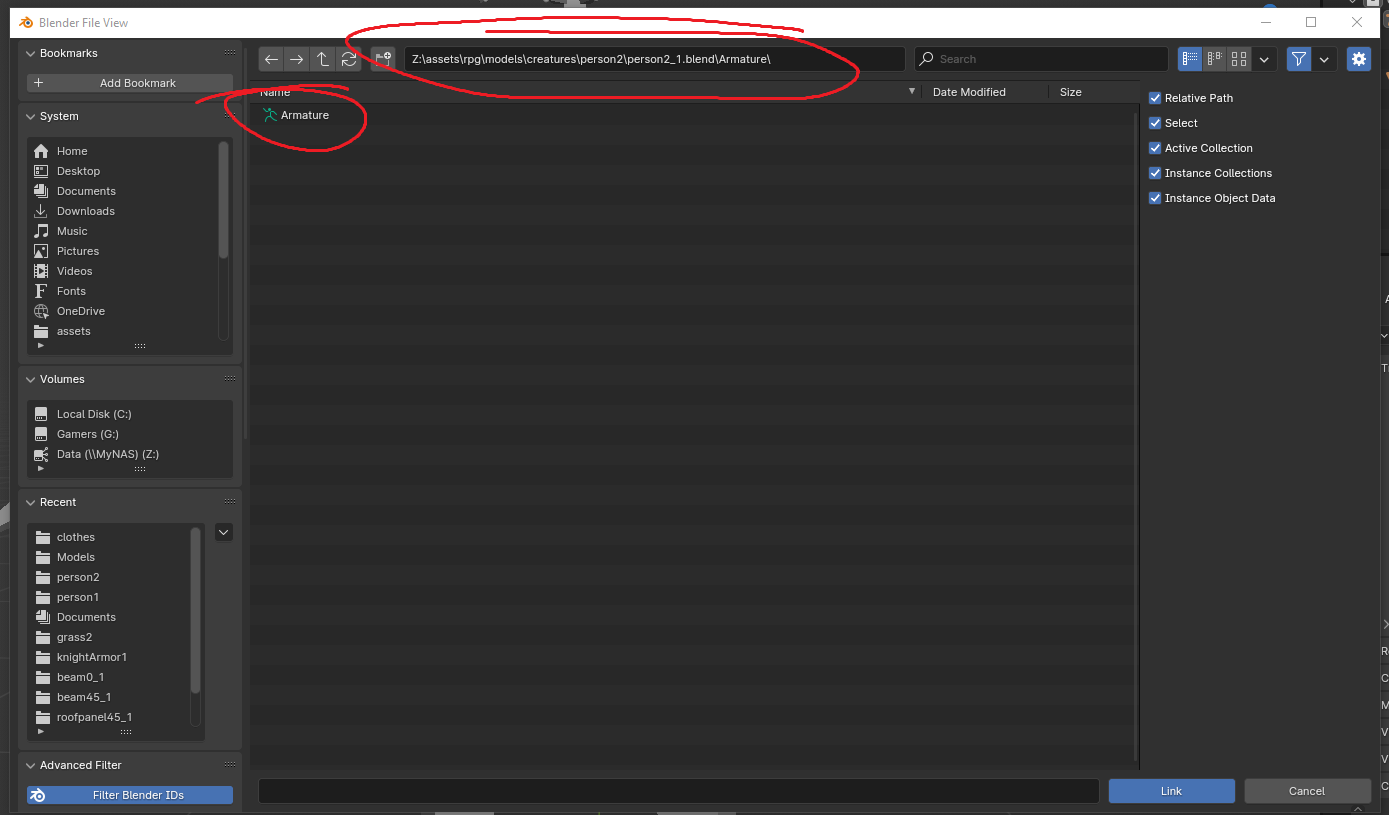 Blender File View
Bookmarks
Add Bookmark
System
Home
Desktop
Documents
Downloads
Music
Pictures
Videos
Fonts
OneDrive
assets
Volumes
Local Disk (C:)
Gamers (G:)
Data (\\MyNAS) (Z:)
Recent
clothes
Models
person2
person1
Documents
grass2
knightArmor1
beam0_1
beam45_1
roofpanel45_1
Advanced Filter
Filter Blender IDs
Z:\assets\rpg\models\creatures\person2\person2_1.blend\Armature\
Search
Name Date Modified Size
Armature
Relative Path
Select
Active Collection
Instance Collections
Instance Object Data
Link Cancel